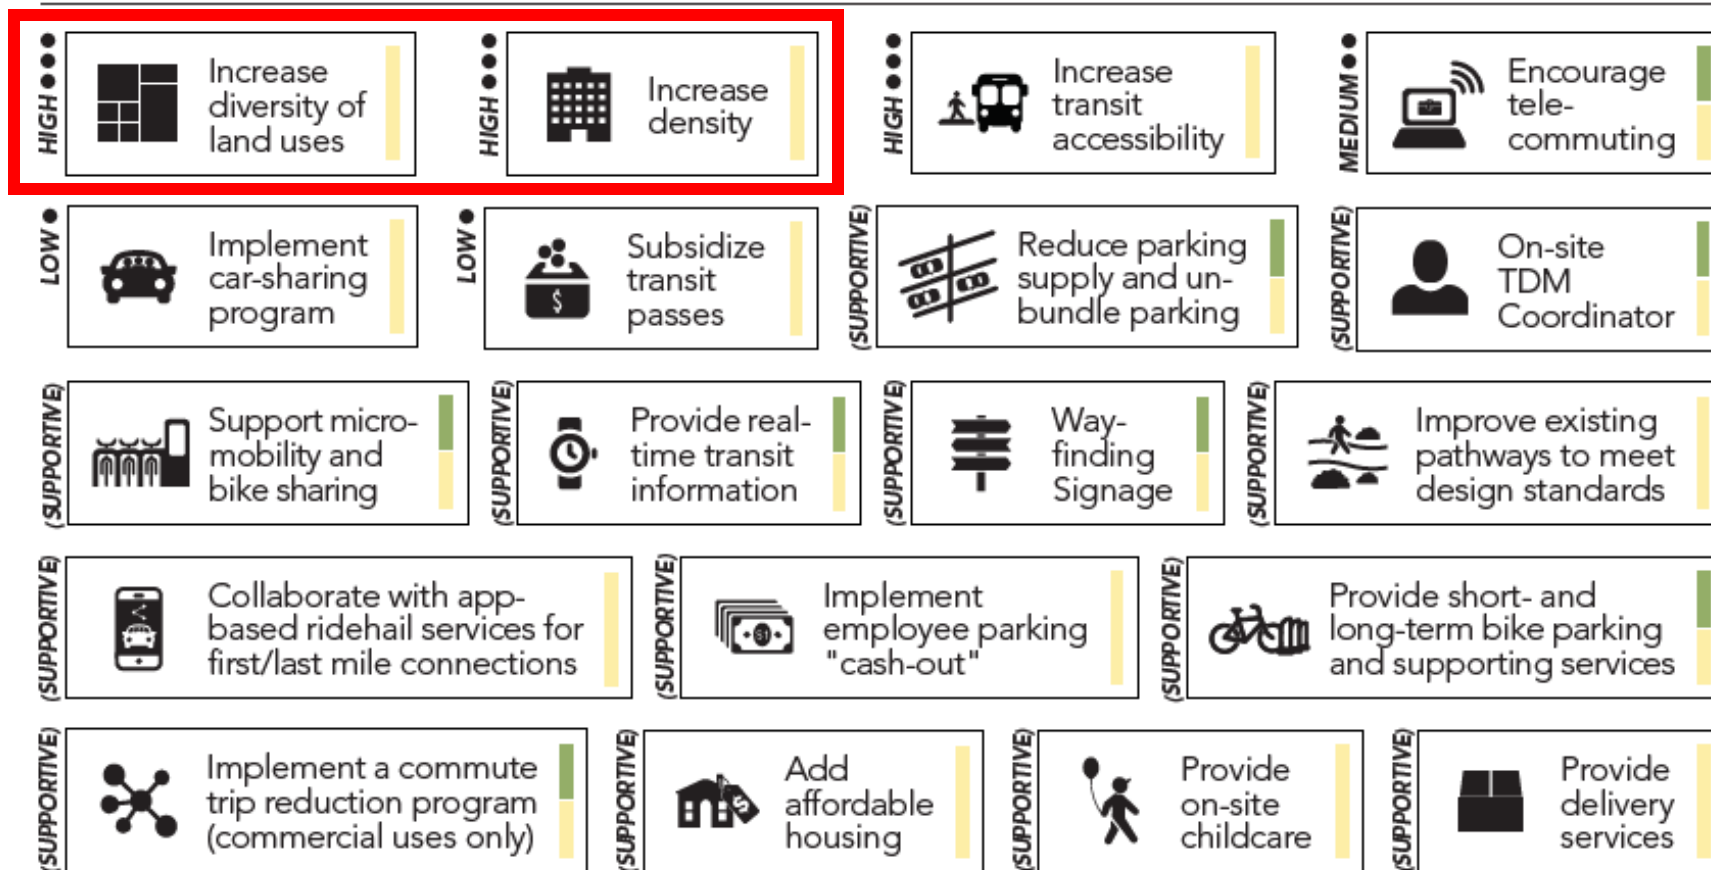 HIGH
Increase
diversity of
land uses
HIGH
Increase
density
HIGH
Increase
transit
accessibility
MEDIUM
Encourage
tele-
commuting
LOW
Implement
car-sharing
program
LOW
$
Subsidize
transit
passes
(SUPPORTIVE)
Reduce parking
supply and un-
bundle parking
(SUPPORTIVE)
On-site
TDM
Coordinator
(SUPPORTIVE)
Support micro-
mobility and
bike sharing
(SUPPORTIVE)
Provide real-
time transit
information
(SUPPORTIVE)
Way-
finding
Signage
(SUPPORTIVE)
Improve existing
pathways to meet
design standards
(SUPPORTIVE)
Collaborate with app-
based ridehail services for
first/last mile connections
(SUPPORTIVE)
$1
Implement
employee parking
"cash-out"
(SUPPORTIVE)
Provide short- and
long-term bike parking
and supporting services
(SUPPORTIVE)
Implement a commute
trip reduction program
(commercial uses only)
(SUPPORTIVE)
Add
affordable
housing
(SUPPORTIVE)
Provide
on-site
childcare
(SUPPORTIVE)
Provide
delivery
services